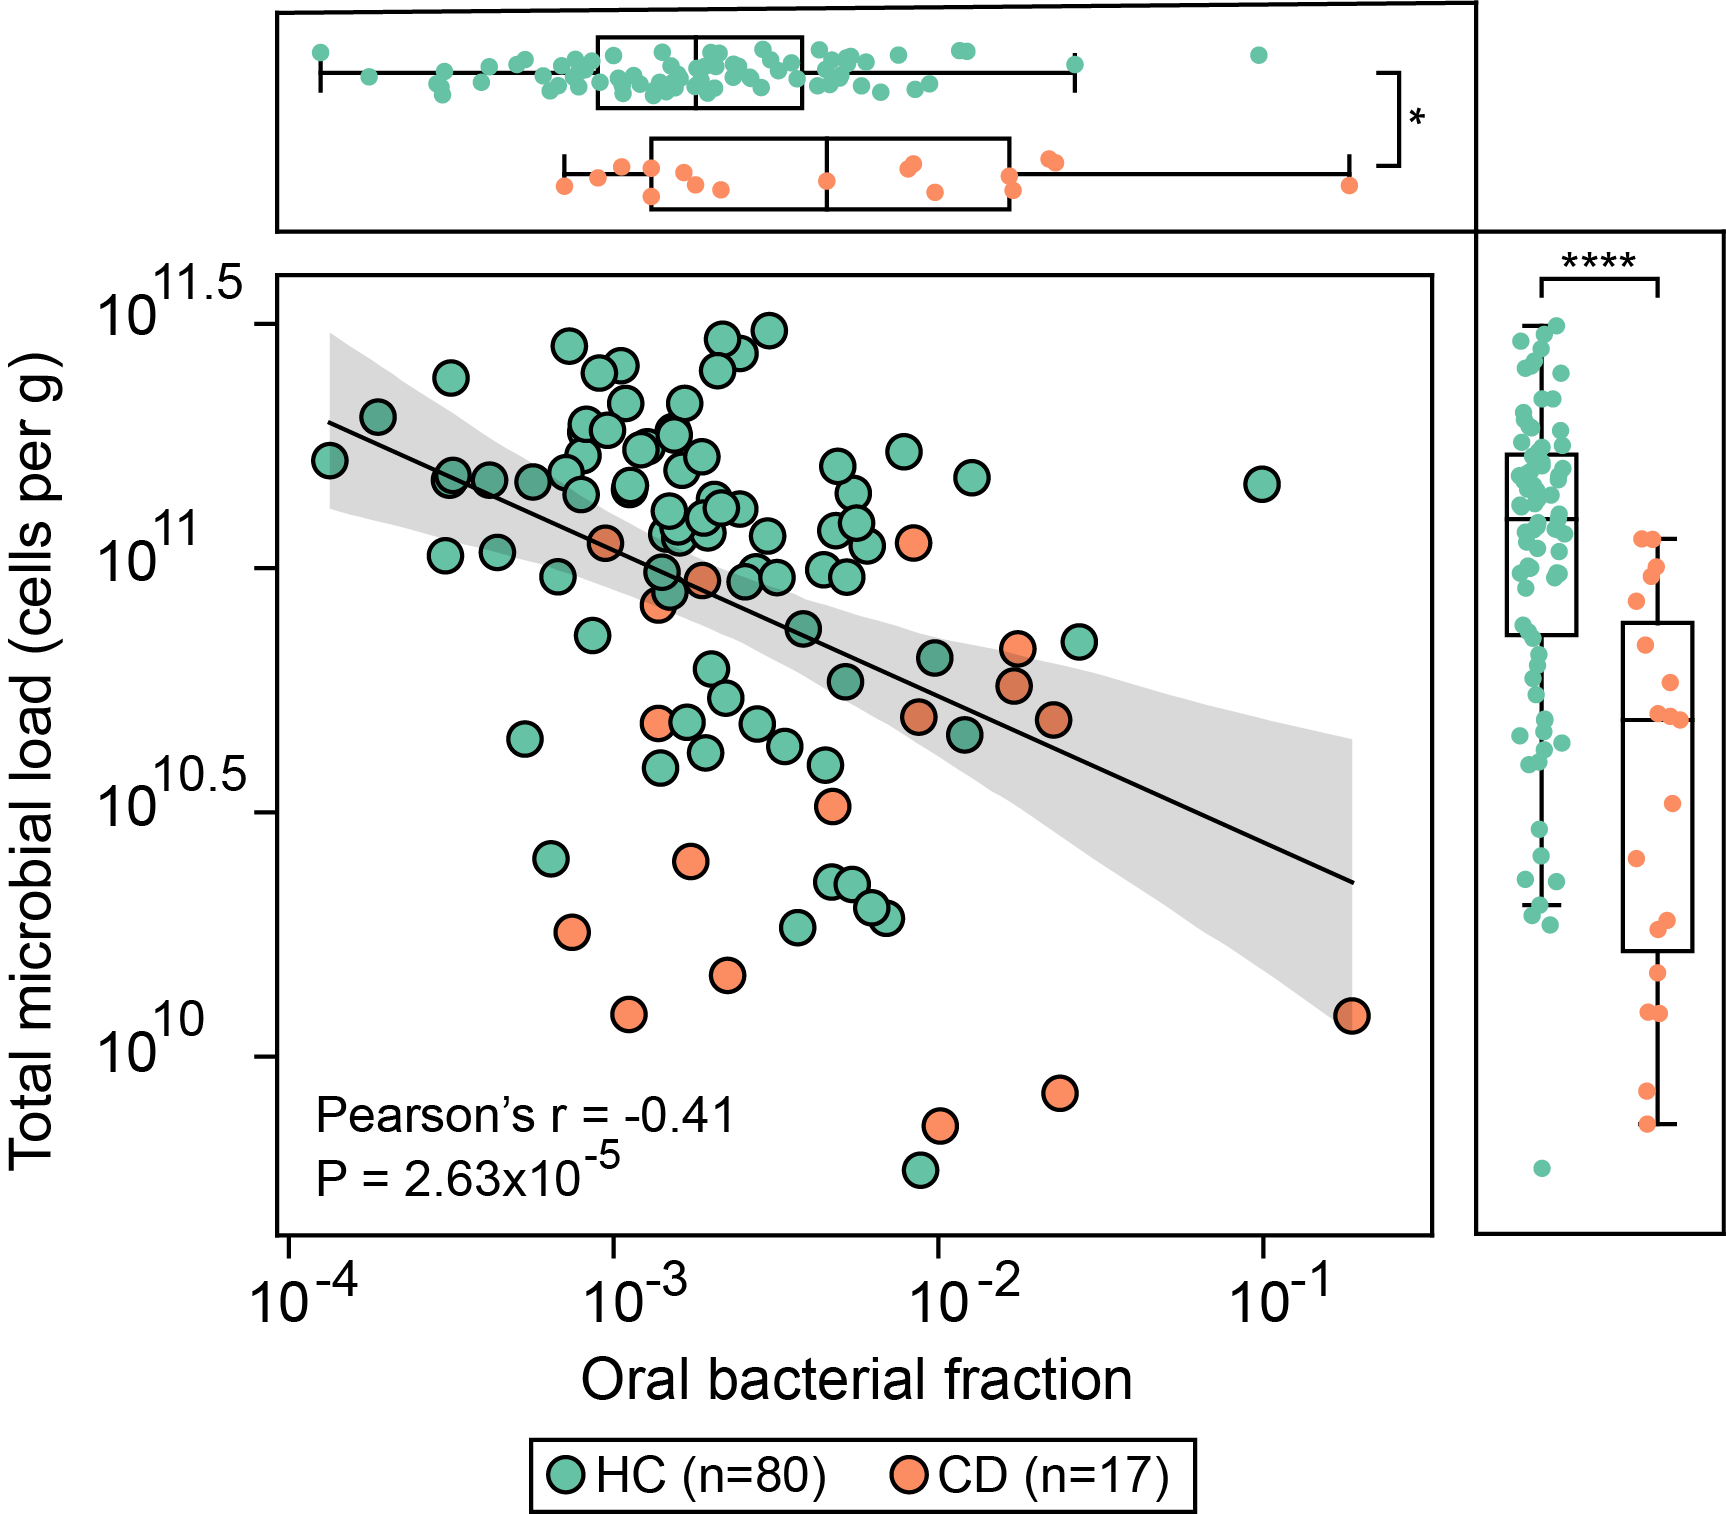 *
****
Total microbial load (cells per g)
10^11.5
10^11
10^10.5
10^10
Pearson’s r = -0.41
P = 2.63x10^-5
10^-4 10^-3 10^-2 10^-1
Oral bacterial fraction
HC (n=80) CD (n=17)